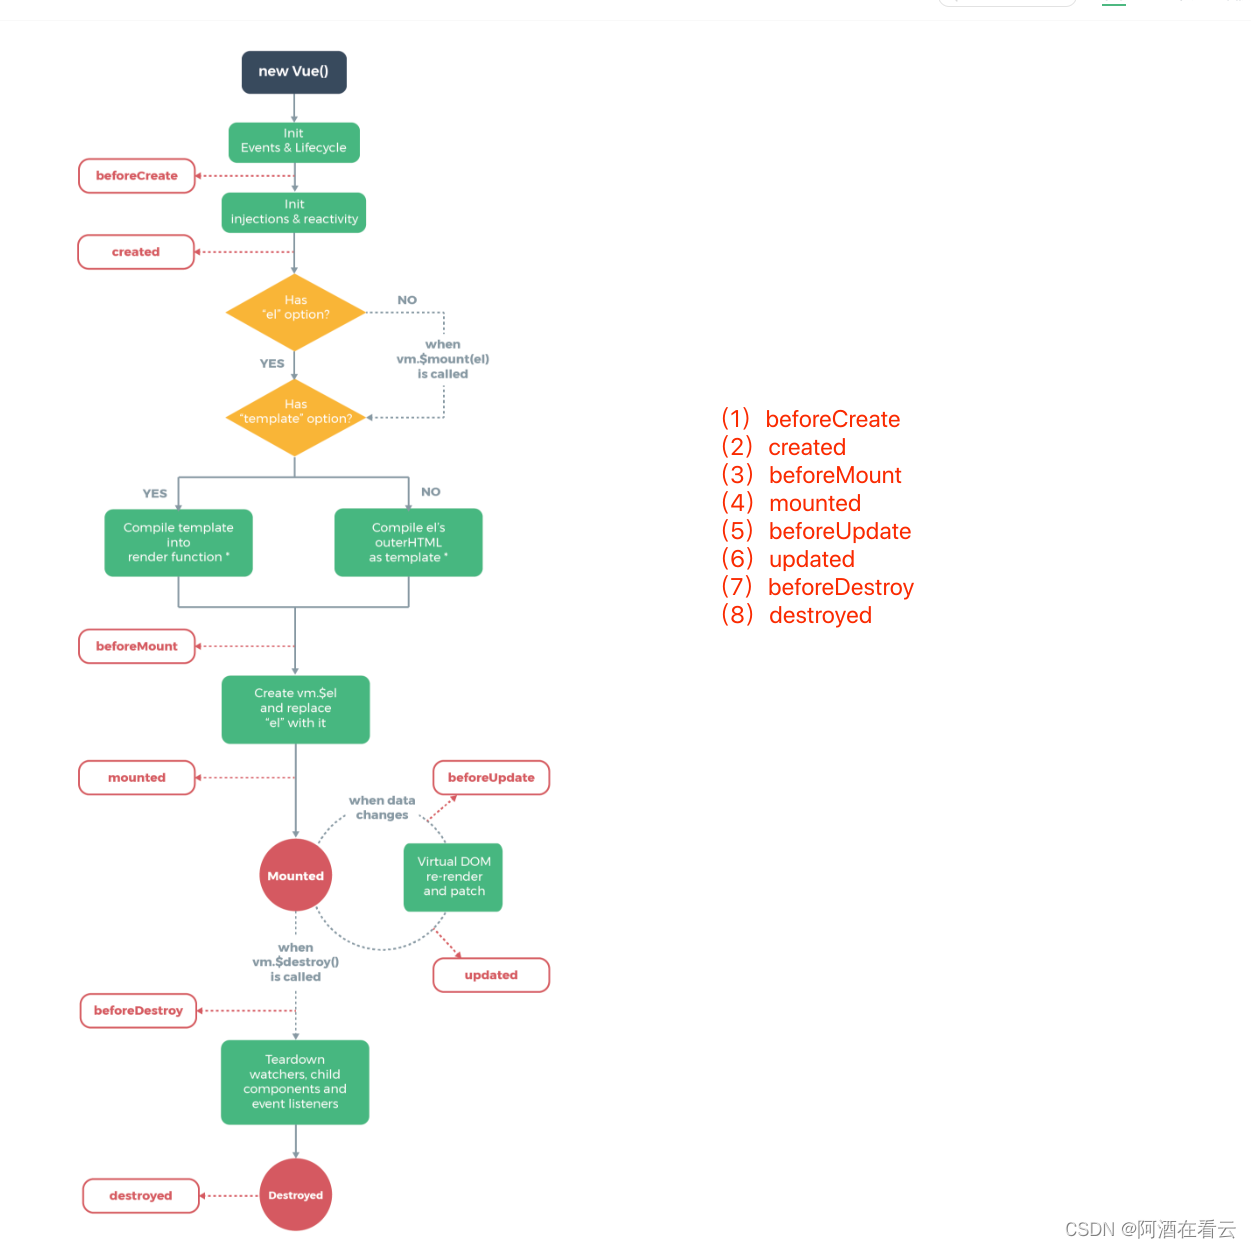 new Vue()
Init
Events & Lifecycle
beforeCreate
Init
injections & reactivity
created
Has
"el" option?
NO
when
vm.$mount(el)
is called
YES
Has
"template" option?
YES
NO
Compile template
into
render function *
Compile el's
outerHTML
as template *
beforeMount
Create vm.$el
and replace
"el" with it
mounted
beforeUpdate
when data
changes
Mounted
Virtual DOM
re-render
and patch
when
vm.$destroy()
is called
updated
beforeDestroy
Teardown
watchers, child
components and
event listeners
destroyed
Destroyed
（1）beforeCreate
（2）created
（3）beforeMount
（4）mounted
（5）beforeUpdate
（6）updated
（7）beforeDestroy
（8）destroyed
CSDN @阿酒在看云